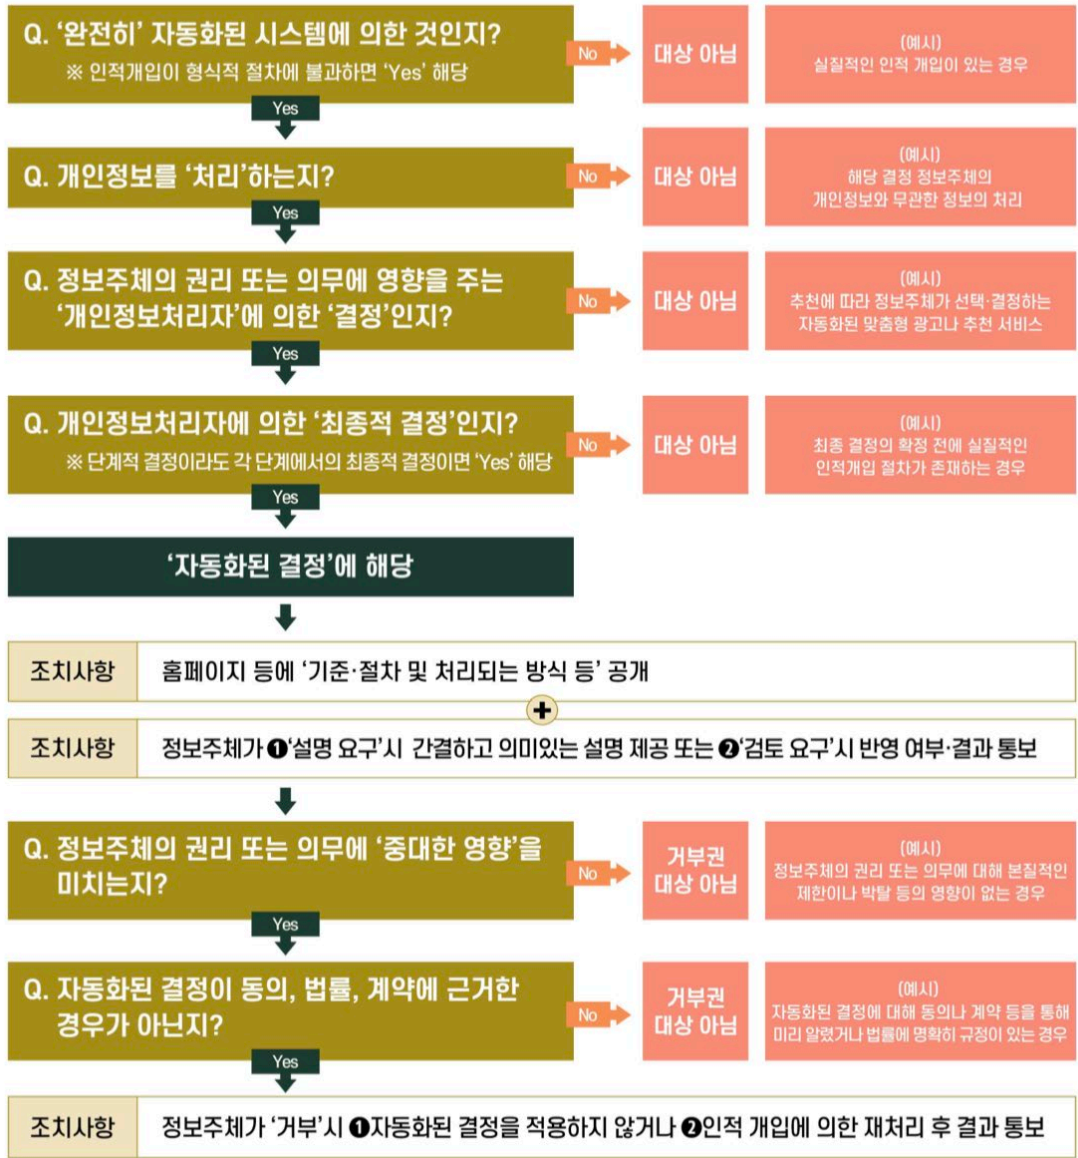 Q. ‘완전히’ 자동화된 시스템에 의한 것인지?
※ 인적개입이 형식적 절차에 불과하면 ‘Yes’ 해당
No
대상 아님
(예시)
실질적인 인적 개입이 있는 경우
Yes
Q. 개인정보를 ‘처리’하는지?
No
대상 아님
(예시)
해당 결정 정보주체의
개인정보와 무관한 정보의 처리
Yes
Q. 정보주체의 권리 또는 의무에 영향을 주는
‘개인정보처리자’에 의한 ‘결정’인지?
No
대상 아님
(예시)
추천에 따라 정보주체가 선택·결정하는
자동화된 맞춤형 광고나 추천 서비스
Yes
Q. 개인정보처리자에 의한 ‘최종적 결정’인지?
※ 단계적 결정이라도 각 단계에서의 최종적 결정이면 ‘Yes’ 해당
No
대상 아님
(예시)
최종 결정의 확정 전에 실질적인
인적개입 절차가 존재하는 경우
Yes
‘자동화된 결정’에 해당
조치사항
홈페이지 등에 ‘기준·절차 및 처리되는 방식 등’ 공개
+
조치사항
정보주체가 ❶‘설명 요구’시 간결하고 의미있는 설명 제공 또는 ❷‘검토 요구’시 반영 여부·결과 통보
Q. 정보주체의 권리 또는 의무에 ‘중대한 영향’을
미치는지?
No
거부권
대상 아님
(예시)
정보주체의 권리 또는 의무에 대해 본질적인
제한이나 박탈 등의 영향이 없는 경우
Yes
Q. 자동화된 결정이 동의, 법률, 계약에 근거한
경우가 아닌지?
No
거부권
대상 아님
(예시)
자동화된 결정에 대해 동의나 계약 등을 통해
미리 알렸거나 법률에 명확히 규정이 있는 경우
Yes
조치사항
정보주체가 ‘거부’시 ❶자동화된 결정을 적용하지 않거나 ❷인적 개입에 의한 재처리 후 결과 통보